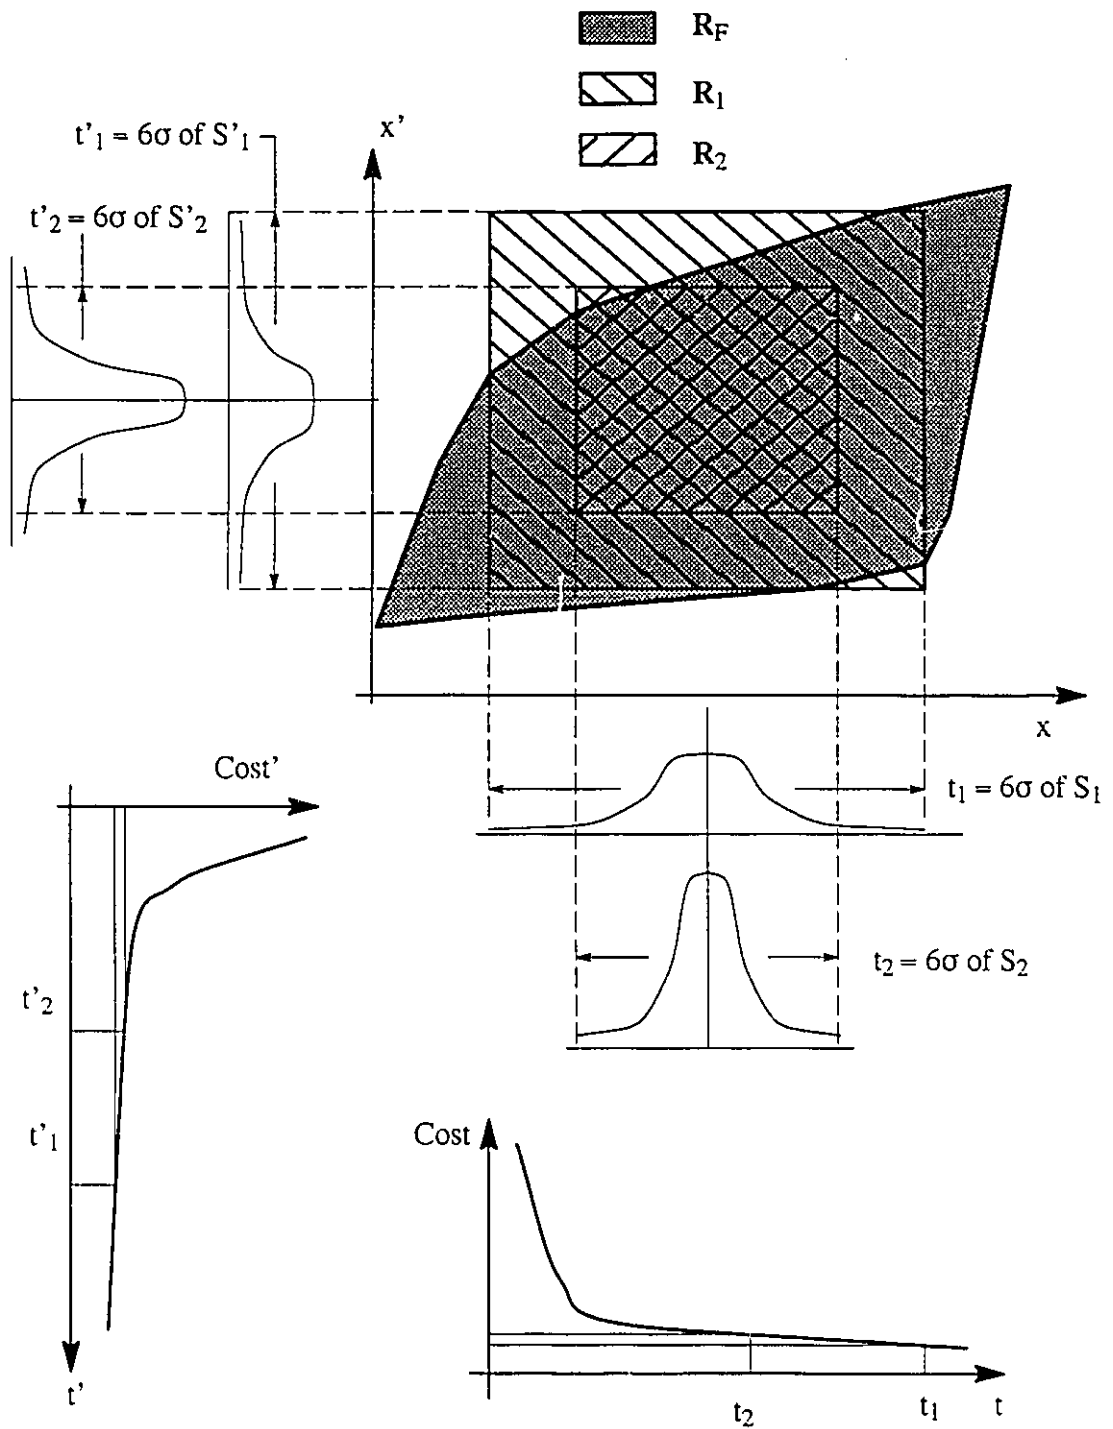 R_F
R_1
R_2
x'
t'_1 = 6σ of S'_1
t'_2 = 6σ of S'_2
x
Cost'
t_1 = 6σ of S_1
t_2 = 6σ of S_2
t'_2
t'_1
t'
Cost
t_2
t_1
t